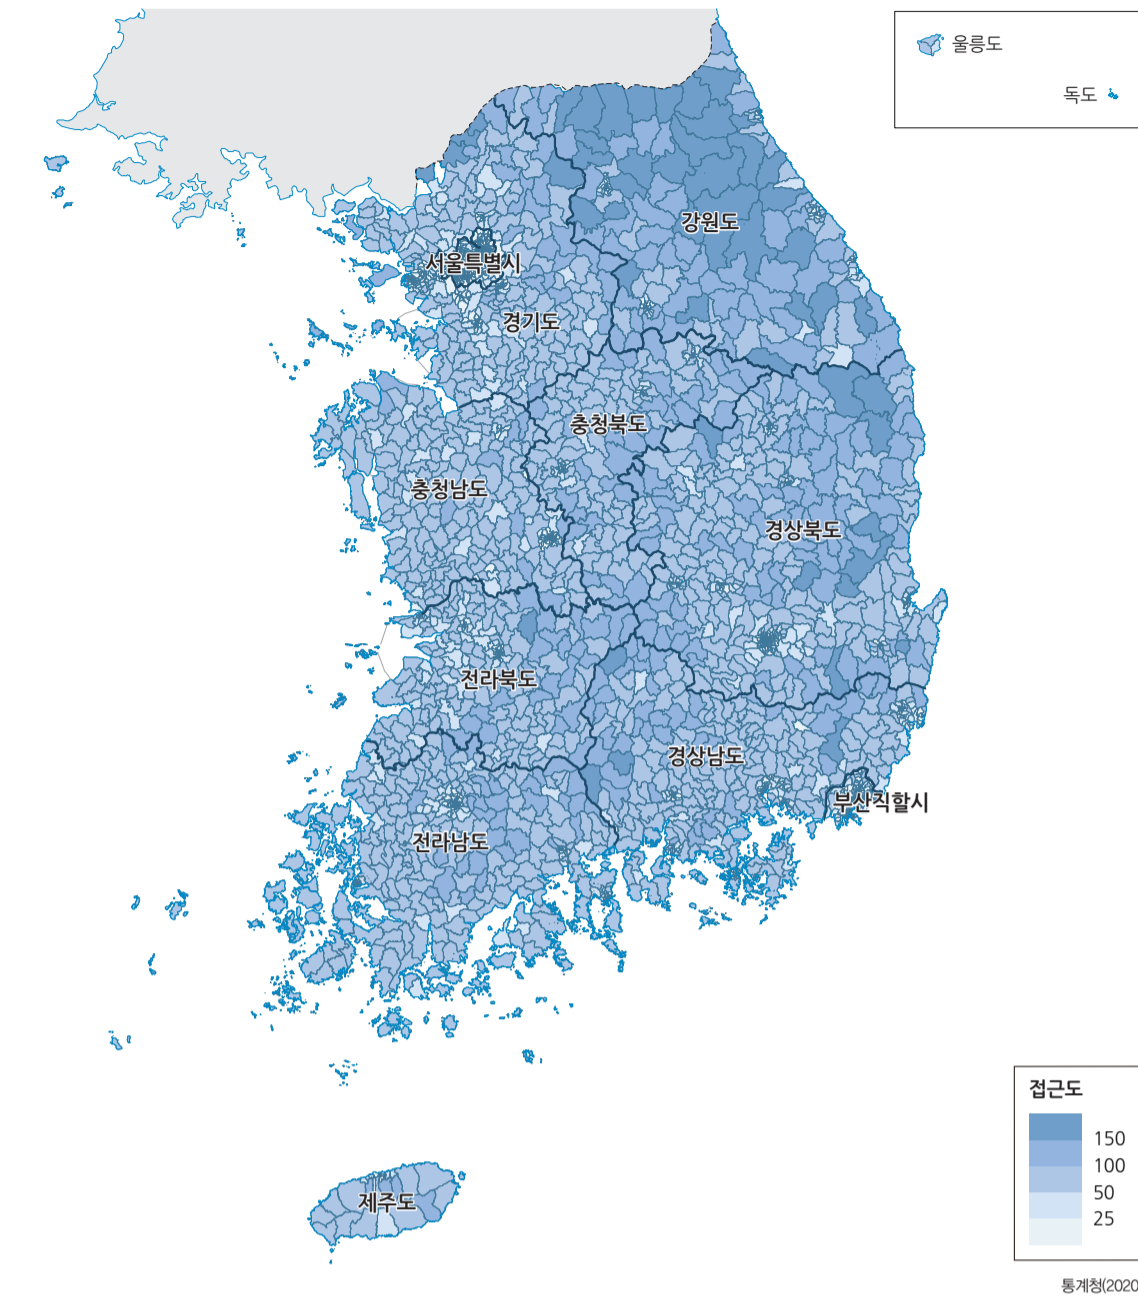 울릉도
독도
강원도
서울특별시
경기도
충청북도
충청남도
경상북도
전라북도
경상남도
부산직할시
전라남도
제주도
접근도
150
100
50
25
통계청(2020